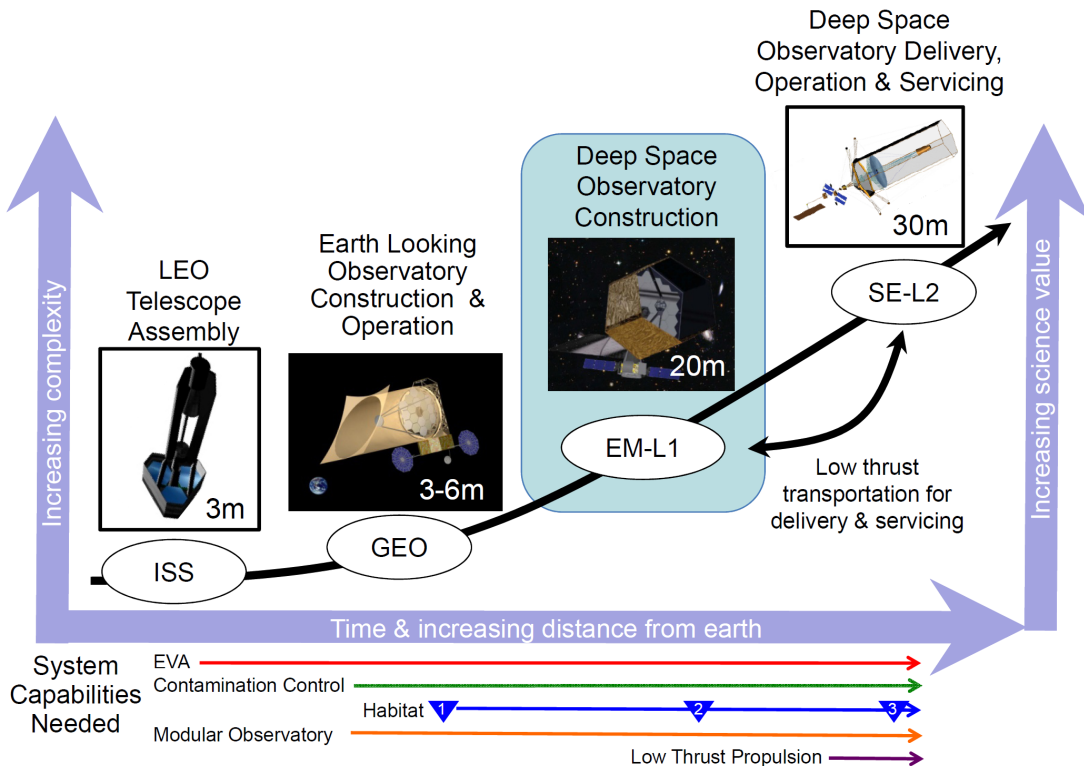 Deep Space
Observatory Delivery,
Operation & Servicing
30m
Deep Space
Observatory
Construction
20m
Earth Looking
Observatory
Construction &
Operation
3-6m
LEO
Telescope
Assembly
3m
Increasing complexity
Increasing science value
SE-L2
EM-L1
GEO
ISS
Low thrust
transportation for
delivery & servicing
Time & increasing distance from earth
System
Capabilities
Needed
EVA
Contamination Control
Habitat
1
2
3
Modular Observatory
Low Thrust Propulsion